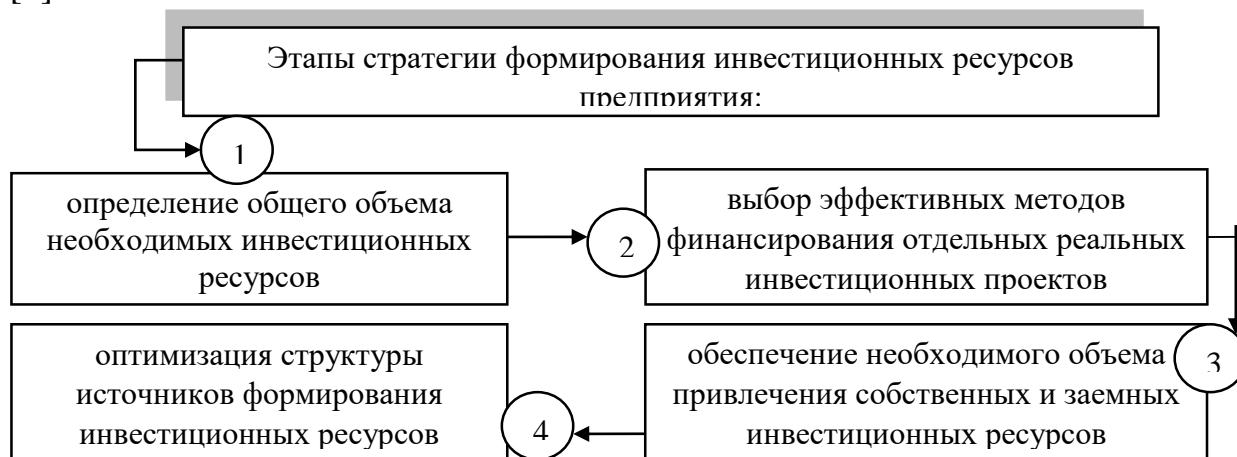 Этапы стратегии формирования инвестиционных ресурсов
предприятия:
1
определение общего объема
необходимых инвестиционных
ресурсов
2
выбор эффективных методов
финансирования отдельных реальных
инвестиционных проектов
3
обеспечение необходимого объема
привлечения собственных и заемных
инвестиционных ресурсов
4
оптимизация структуры
источников формирования
инвестиционных ресурсов